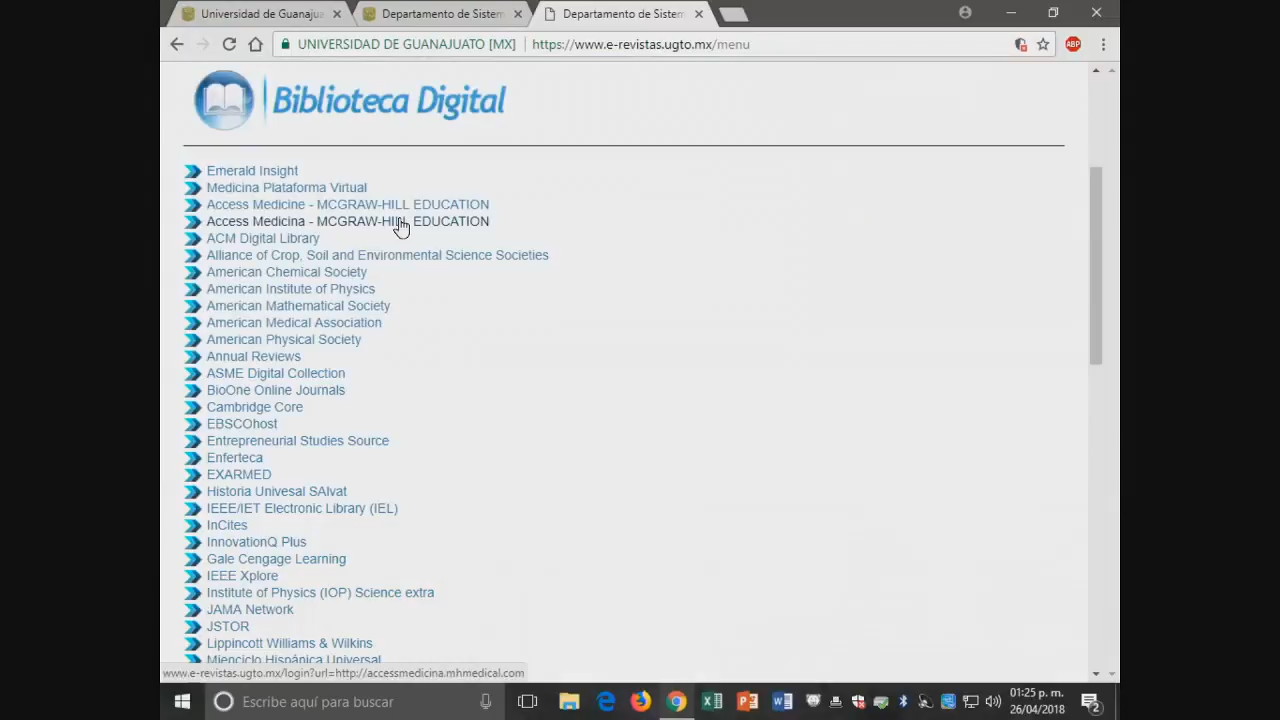 Universidad de Guanajua
Departamento de Sistem
Departamento de Sistem
UNIVERSIDAD DE GUANAJUATO [MX]
https://www.e-revistas.ugto.mx/menu
ABP
Biblioteca Digital
Emerald Insight
Medicina Plataforma Virtual
Access Medicine - MCGRAW-HILL EDUCATION
Access Medicina - MCGRAW-HILL EDUCATION
ACM Digital Library
Alliance of Crop, Soil and Environmental Science Societies
American Chemical Society
American Institute of Physics
American Mathematical Society
American Medical Association
American Physical Society
Annual Reviews
ASME Digital Collection
BioOne Online Journals
Cambridge Core
EBSCOhost
Entrepreneurial Studies Source
Enferteca
EXARMED
Historia Univesal SAlvat
IEEE/IET Electronic Library (IEL)
InCites
InnovationQ Plus
Gale Cengage Learning
IEEE Xplore
Institute of Physics (IOP) Science extra
JAMA Network
JSTOR
Lippincott Williams & Wilkins
Mienciclo Hispánica Universal
www.e-revistas.ugto.mx/login?url=http://accessmedicina.mhmedical.com
Escribe aquí para buscar
01:25 p. m.
26/04/2018
2